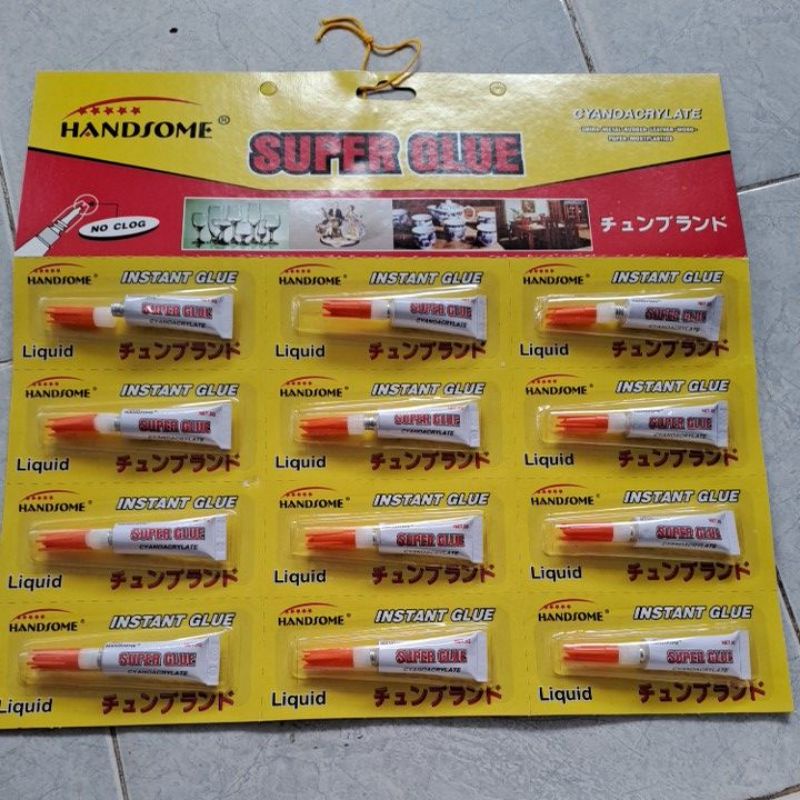 HANDSOME®
SUPER GLUE
CYANOACRYLATE
NO CLOG
チュンブランド
HANDSOME® INSTANT GLUE
SUPER GLUE
CYANOACRYLATE
Liquid チュンブランド
HANDSOME® INSTANT GLUE
SUPER GLUE
CYANOACRYLATE
Liquid チュンブランド
HANDSOME® INSTANT GLUE
SUPER GLUE
CYANOACRYLATE
Liquid チュンブランド
HANDSOME® INSTANT GLUE
SUPER GLUE
CYANOACRYLATE
Liquid チュンブランド
HANDSOME® INSTANT GLUE
SUPER GLUE
CYANOACRYLATE
Liquid チュンブランド
HANDSOME® INSTANT GLUE
SUPER GLUE
CYANOACRYLATE
Liquid チュンブランド
HANDSOME® INSTANT GLUE
SUPER GLUE
CYANOACRYLATE
Liquid チュンブランド
HANDSOME® INSTANT GLUE
SUPER GLUE
CYANOACRYLATE
Liquid チュンブランド
HANDSOME® INSTANT GLUE
SUPER GLUE
CYANOACRYLATE
Liquid チュンブランド
HANDSOME® INSTANT GLUE
HANDSOME
SUPER GLUE
CYANOACRYLATE
Liquid チュンブランド
HANDSOME® INSTANT GLUE
SUPER GLUE
CYANOACRYLATE
Liquid チュンブランド
HANDSOME® INSTANT GLUE
SUPER GLUE
CYANOACRYLATE
Liquid チュンブランド